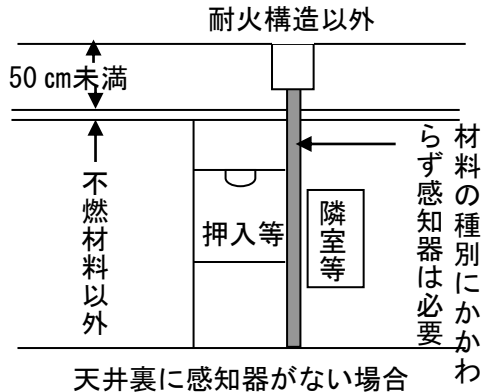 耐火構造以外
50 cm未満
不燃材料以外
押入等
隣室等
材料の種別にかかわ
らず感知器は必要
天井裏に感知器がない場合